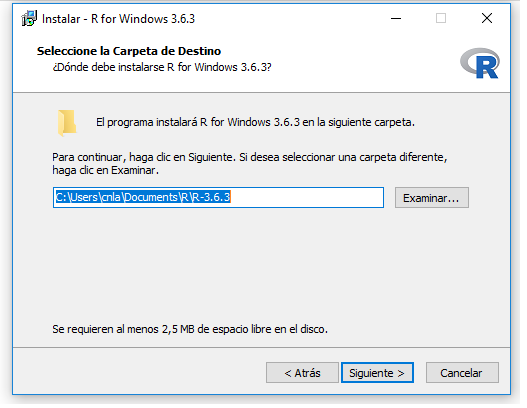 Instalar - R for Windows 3.6.3
Seleccione la Carpeta de Destino
¿Dónde debe instalarse R for Windows 3.6.3?
R
El programa instalará R for Windows 3.6.3 en la siguiente carpeta.
Para continuar, haga clic en Siguiente. Si desea seleccionar una carpeta diferente,
haga clic en Examinar.
C:\Users\cnla\Documents\R\R-3.6.3
Examinar...
Se requieren al menos 2,5 MB de espacio libre en el disco.
< Atrás
Siguiente >
Cancelar